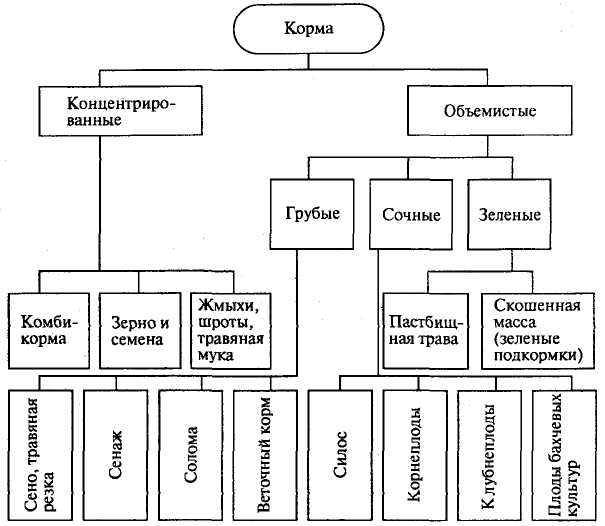 Корма
Концентриро-
ванные
Объемистые
Грубые
Сочные
Зеленые
Комби-
корма
Зерно и
семена
Жмыхи,
шроты,
травяная
мука
Пастбищ-
ная трава
Скошенная
масса
(зеленые
подкормки)
Сено, травяная
резка
Сенаж
Солома
Веточный корм
Силос
Корнеплоды
Клубнеплоды
Плоды бахчевых
культур